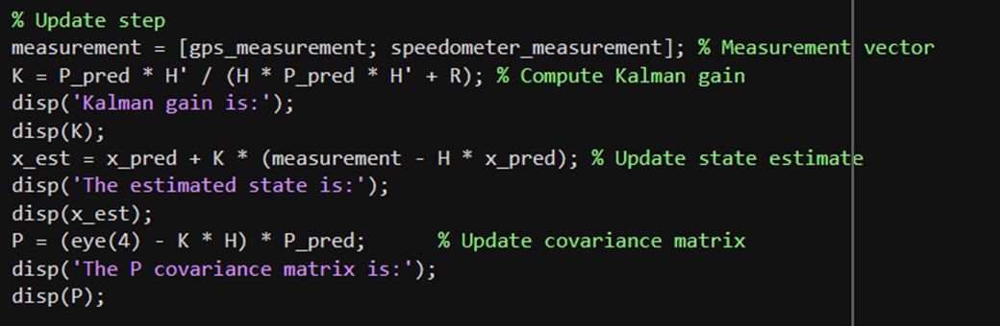 % Update step
measurement = [gps_measurement; speedometer_measurement]; % Measurement vector
K = P_pred * H' / (H * P_pred * H' + R); % Compute Kalman gain
disp('Kalman gain is:');
disp(K);
x_est = x_pred + K * (measurement - H * x_pred); % Update state estimate
disp('The estimated state is:');
disp(x_est);
P = (eye(4) - K * H) * P_pred;      % Update covariance matrix
disp('The P covariance matrix is:');
disp(P);